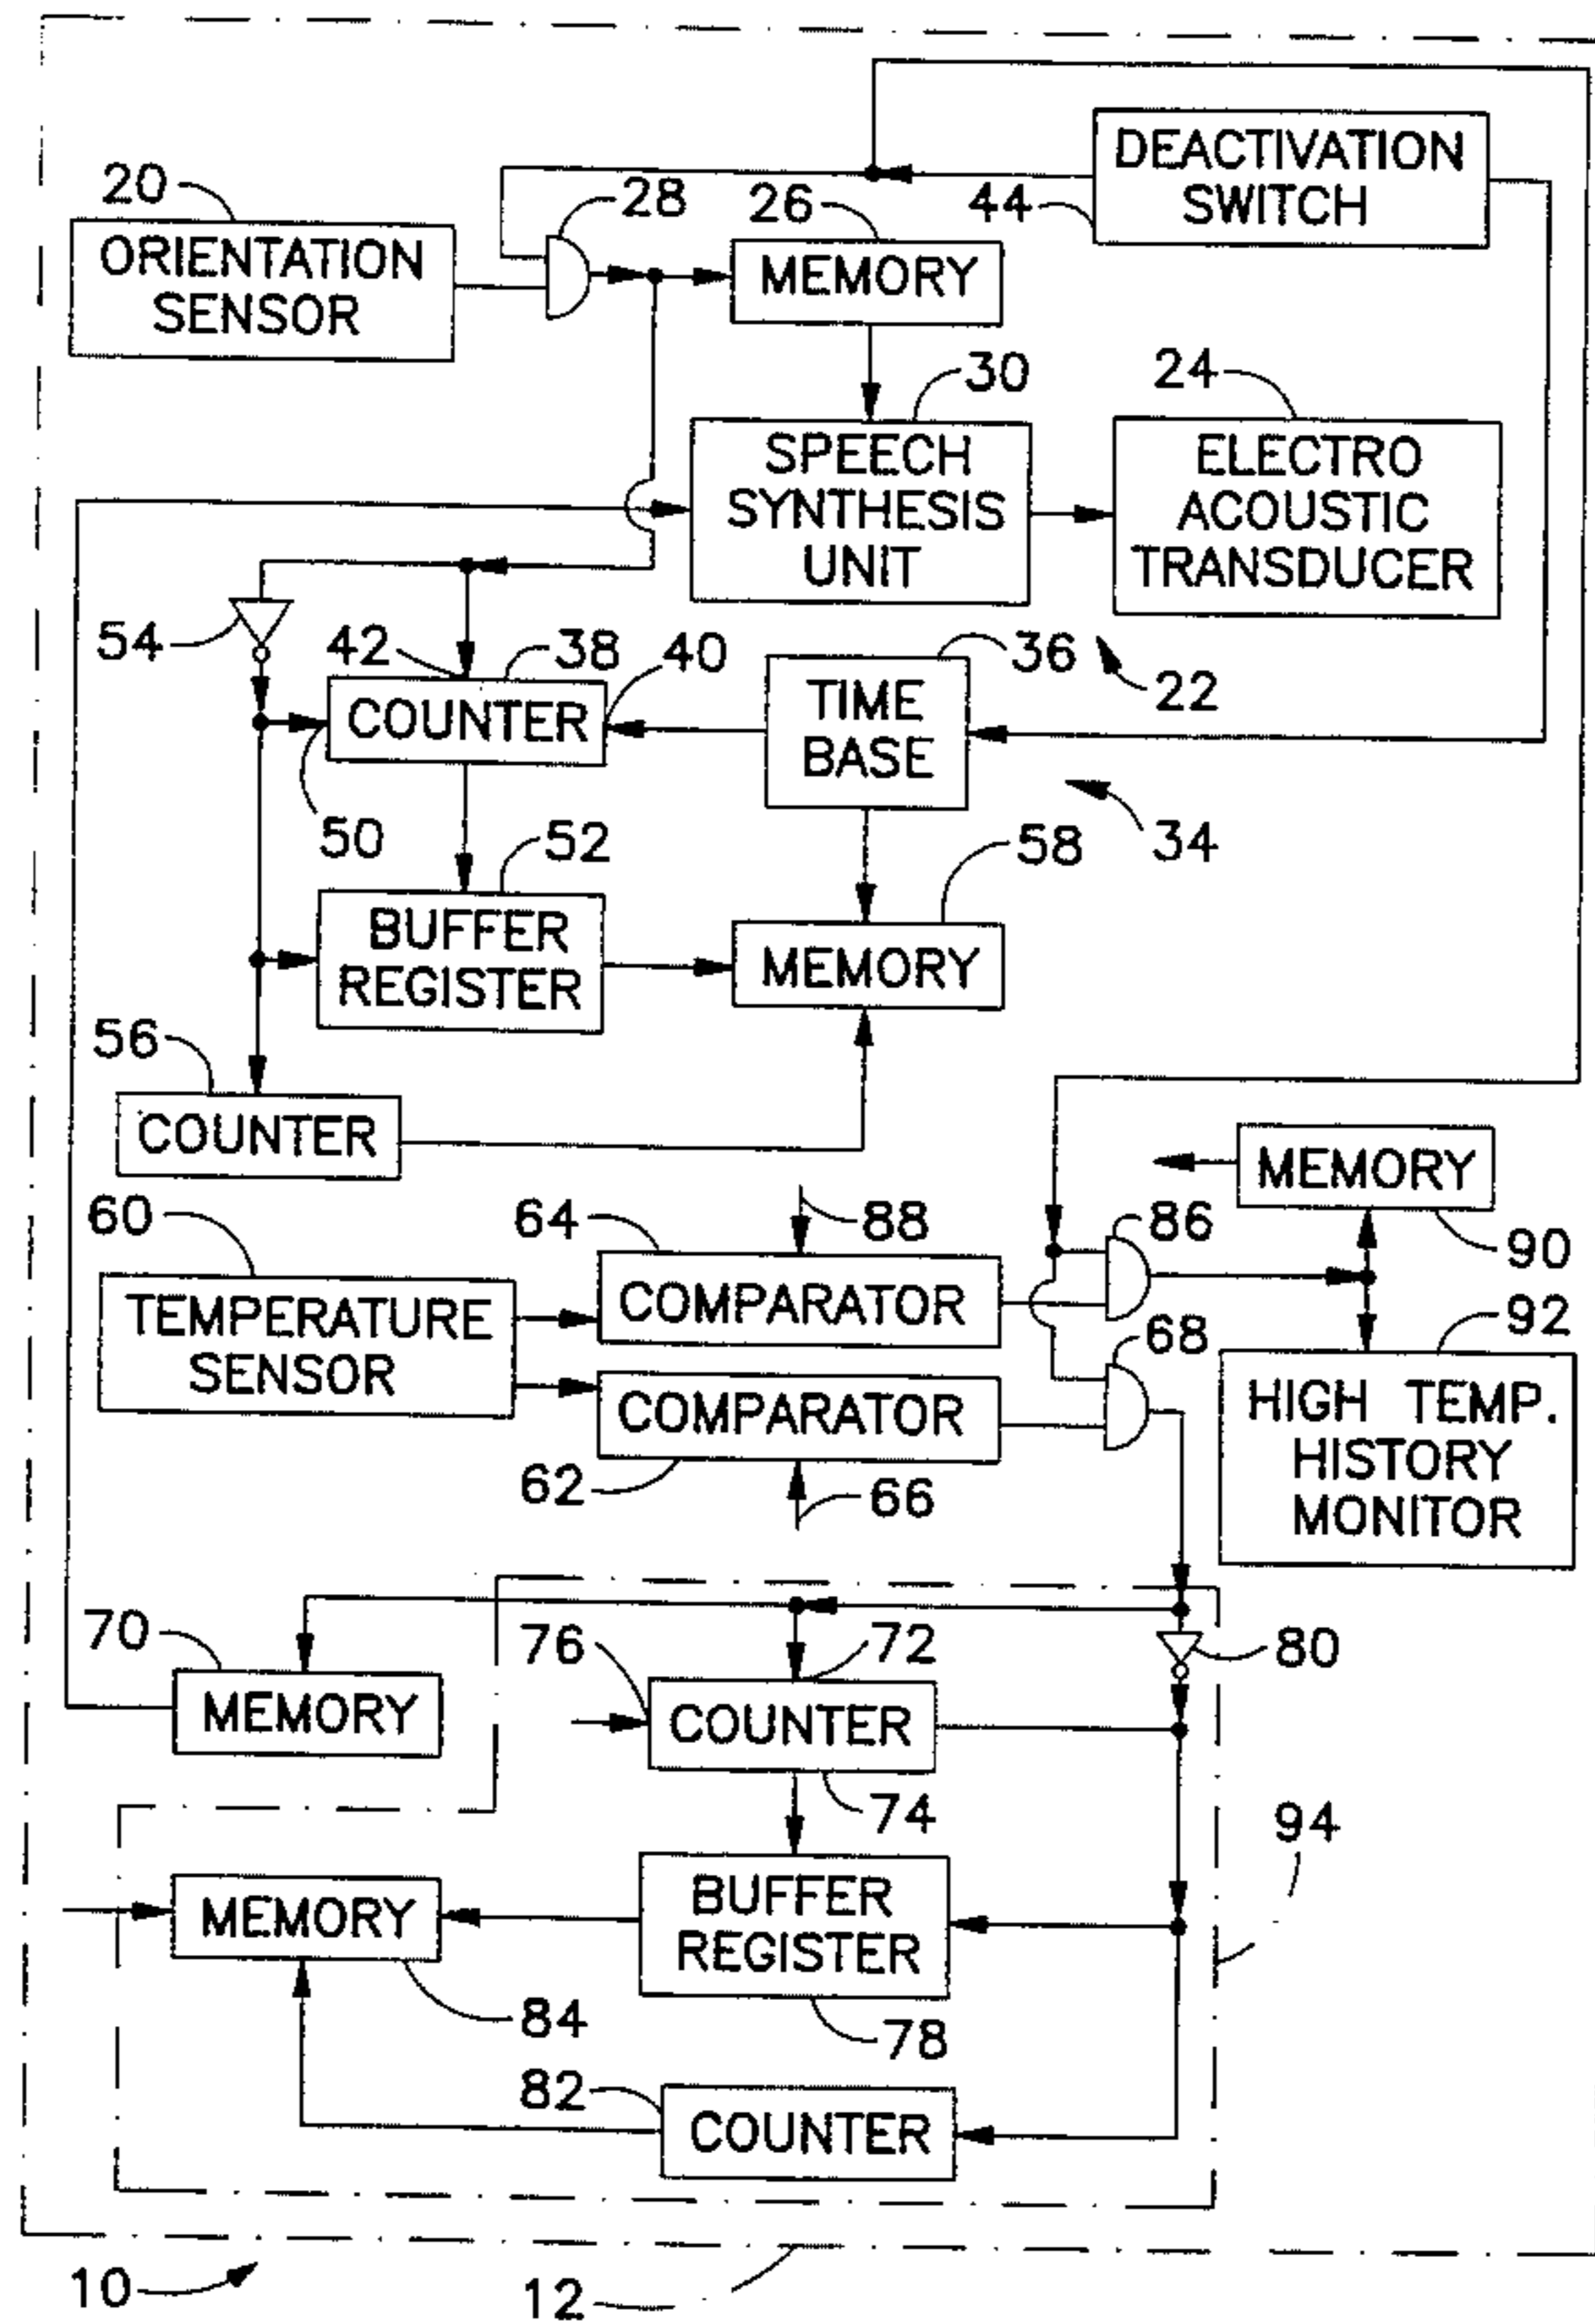 DEACTIVATION
SWITCH
44
20
ORIENTATION
SENSOR
28
26
MEMORY
30
SPEECH
SYNTHESIS
UNIT
24
ELECTRO
ACOUSTIC
TRANSDUCER
54
42
38
40
COUNTER
50
36
TIME
BASE
22
34
52
BUFFER
REGISTER
58
MEMORY
56
COUNTER
60
TEMPERATURE
SENSOR
64
88
COMPARATOR
COMPARATOR
62
66
86
68
MEMORY
90
92
HIGH TEMP.
HISTORY
MONITOR
70
MEMORY
76
72
COUNTER
74
80
94
MEMORY
84
BUFFER
REGISTER
78
82
COUNTER
10
12